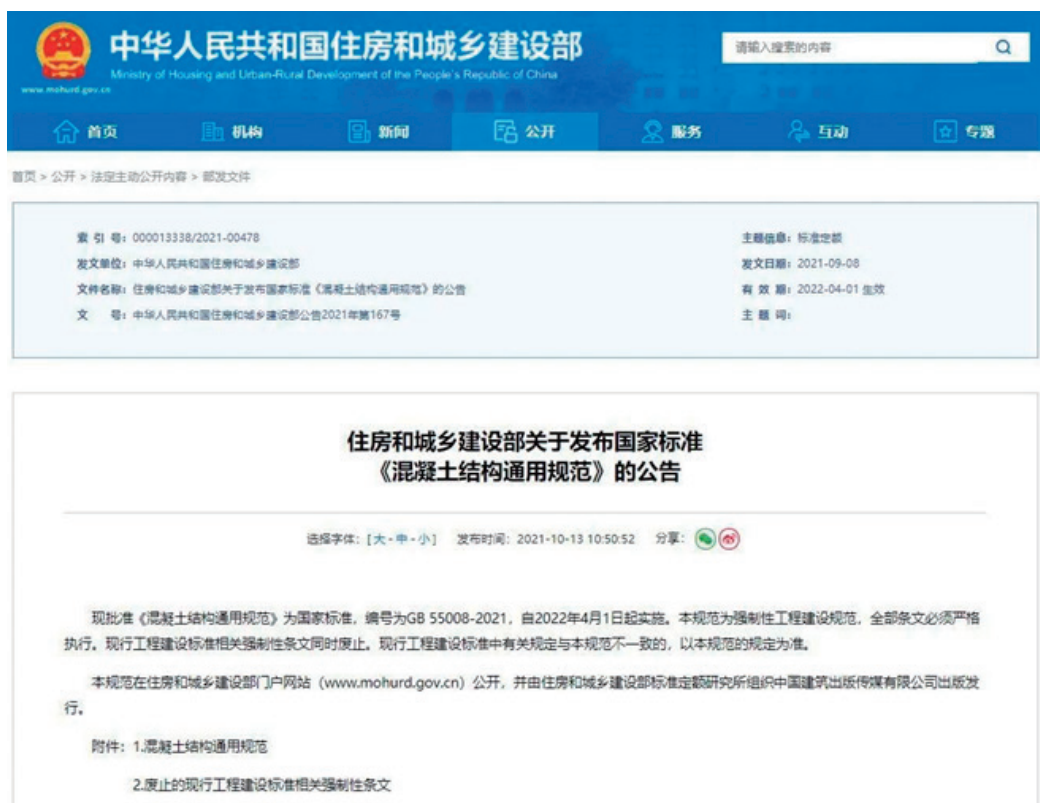 中华人民共和国住房和城乡建设部
Ministry of Housing and Urban-Rural Development of the People's Republic of China
www.mohurd.gov.cn
请输入搜索的内容
首页 机构 新闻 公开 服务 互动 专题
首页 > 公开 > 法定主动公开内容 > 部发文件
索 引 号：000013338/2021-00478 主题信息：标准定额
发文单位：中华人民共和国住房和城乡建设部 发文日期：2021-09-08
文件名称：住房和城乡建设部关于发布国家标准《混凝土结构通用规范》的公告 有 效 期：2022-04-01 生效
文 号：中华人民共和国住房和城乡建设部公告2021年第167号 主 题 词：
住房和城乡建设部关于发布国家标准
《混凝土结构通用规范》的公告
选择字体：[大-中-小] 发布时间：2021-10-13 10:50:52 分享：
现批准《混凝土结构通用规范》为国家标准，编号为GB 55008-2021，自2022年4月1日起实施。本规范为强制性工程建设规范，全部条文必须严格
执行。现行工程建设标准相关强制性条文同时废止。现行工程建设标准中有关规定与本规范不一致的，以本规范的规定为准。
本规范在住房和城乡建设部门户网站（www.mohurd.gov.cn）公开，并由住房和城乡建设部标准定额研究所组织中国建筑出版传媒有限公司出版发
行。
附件：1.混凝土结构通用规范
2.废止的现行工程建设标准相关强制性条文